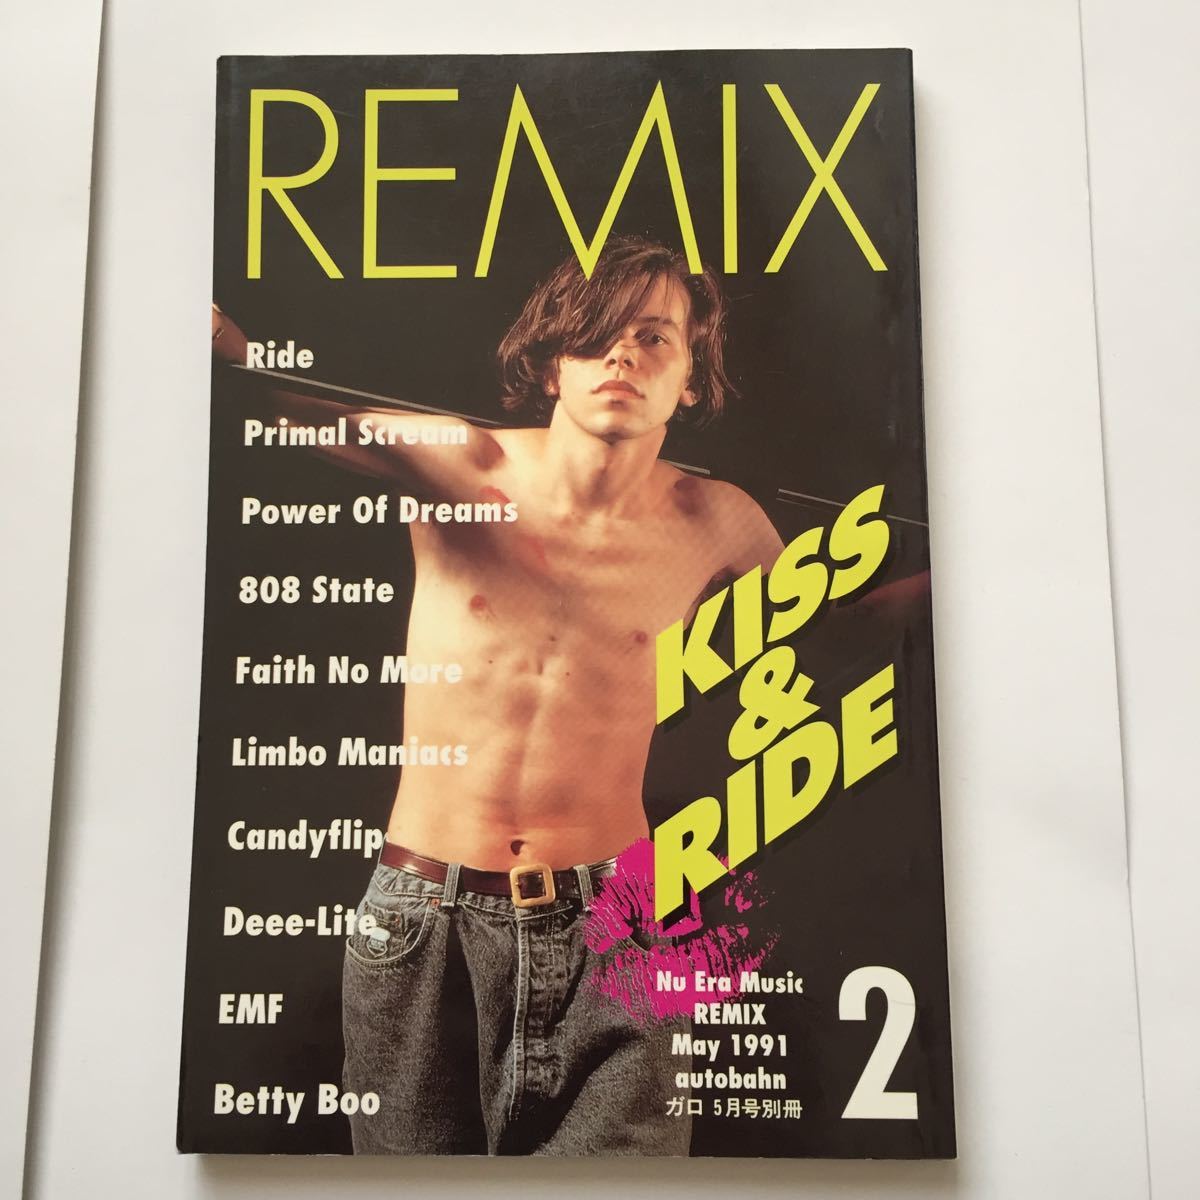 REMIX
Ride
Primal Scream
Power Of Dreams
808 State
Faith No More
Limbo Maniacs
Candyflip
Deee-Lite
EMF
Betty Boo
KISS
&
RIDE
Nu Era Music
REMIX
May 1991
autobahn
ガロ 5月号別冊
2